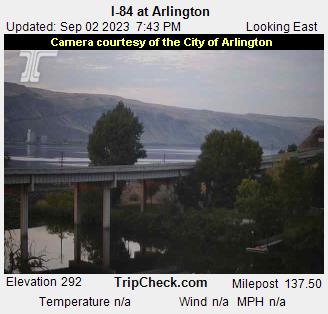 I-84 at Arlington
Updated: Sep 02 2023 7:43 PM Looking East
Camera courtesy of the City of Arlington
Elevation 292 TripCheck.com Milepost 137.50
Temperature n/a Wind n/a MPH n/a